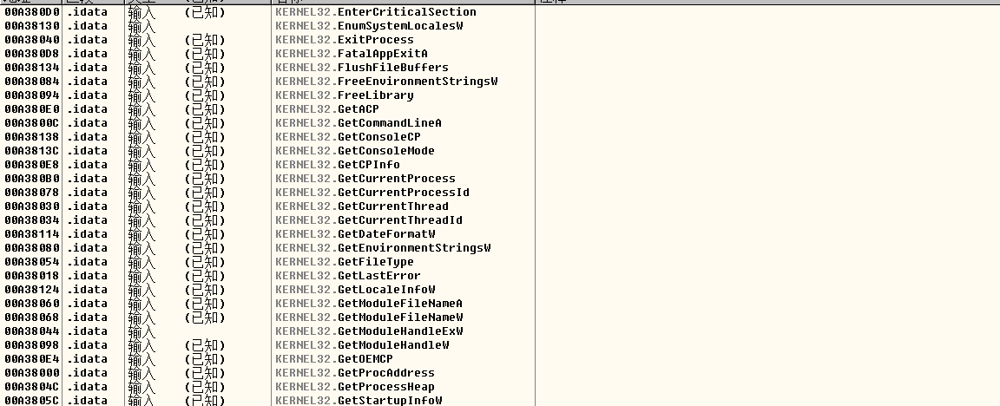 00A380D0 .idata 输入 (已知) KERNEL32.EnterCriticalSection
00A38130 .idata 输入 KERNEL32.EnumSystemLocalesW
00A38040 .idata 输入 (已知) KERNEL32.ExitProcess
00A380D8 .idata 输入 (已知) KERNEL32.FatalAppExitA
00A38134 .idata 输入 (已知) KERNEL32.FlushFileBuffers
00A38084 .idata 输入 (已知) KERNEL32.FreeEnvironmentStringsW
00A38094 .idata 输入 (已知) KERNEL32.FreeLibrary
00A380E0 .idata 输入 (已知) KERNEL32.GetACP
00A3800C .idata 输入 (已知) KERNEL32.GetCommandLineA
00A38138 .idata 输入 (已知) KERNEL32.GetConsoleCP
00A3813C .idata 输入 (已知) KERNEL32.GetConsoleMode
00A380E8 .idata 输入 (已知) KERNEL32.GetCPInfo
00A380B0 .idata 输入 (已知) KERNEL32.GetCurrentProcess
00A38078 .idata 输入 (已知) KERNEL32.GetCurrentProcessId
00A38030 .idata 输入 (已知) KERNEL32.GetCurrentThread
00A38034 .idata 输入 (已知) KERNEL32.GetCurrentThreadId
00A38114 .idata 输入 (已知) KERNEL32.GetDateFormatW
00A38080 .idata 输入 (已知) KERNEL32.GetEnvironmentStringsW
00A38054 .idata 输入 (已知) KERNEL32.GetFileType
00A38018 .idata 输入 (已知) KERNEL32.GetLastError
00A38124 .idata 输入 (已知) KERNEL32.GetLocaleInfoW
00A38060 .idata 输入 (已知) KERNEL32.GetModuleFileNameA
00A38068 .idata 输入 (已知) KERNEL32.GetModuleFileNameW
00A38044 .idata 输入 KERNEL32.GetModuleHandleExW
00A38098 .idata 输入 (已知) KERNEL32.GetModuleHandleW
00A380E4 .idata 输入 (已知) KERNEL32.GetOEMCP
00A38000 .idata 输入 (已知) KERNEL32.GetProcAddress
00A3804C .idata 输入 (已知) KERNEL32.GetProcessHeap
00A3805C .idata 输入 (已知) KERNEL32.GetStartupInfoW